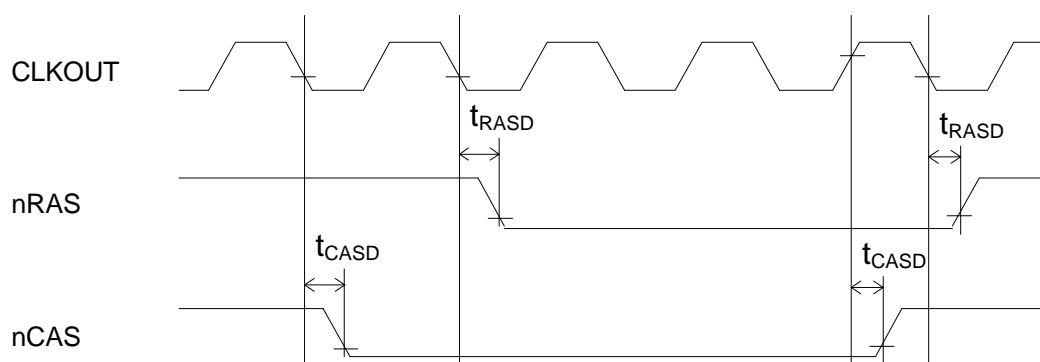 CLKOUT
tRASD
tRASD
nRAS
tCASD
tCASD
nCAS